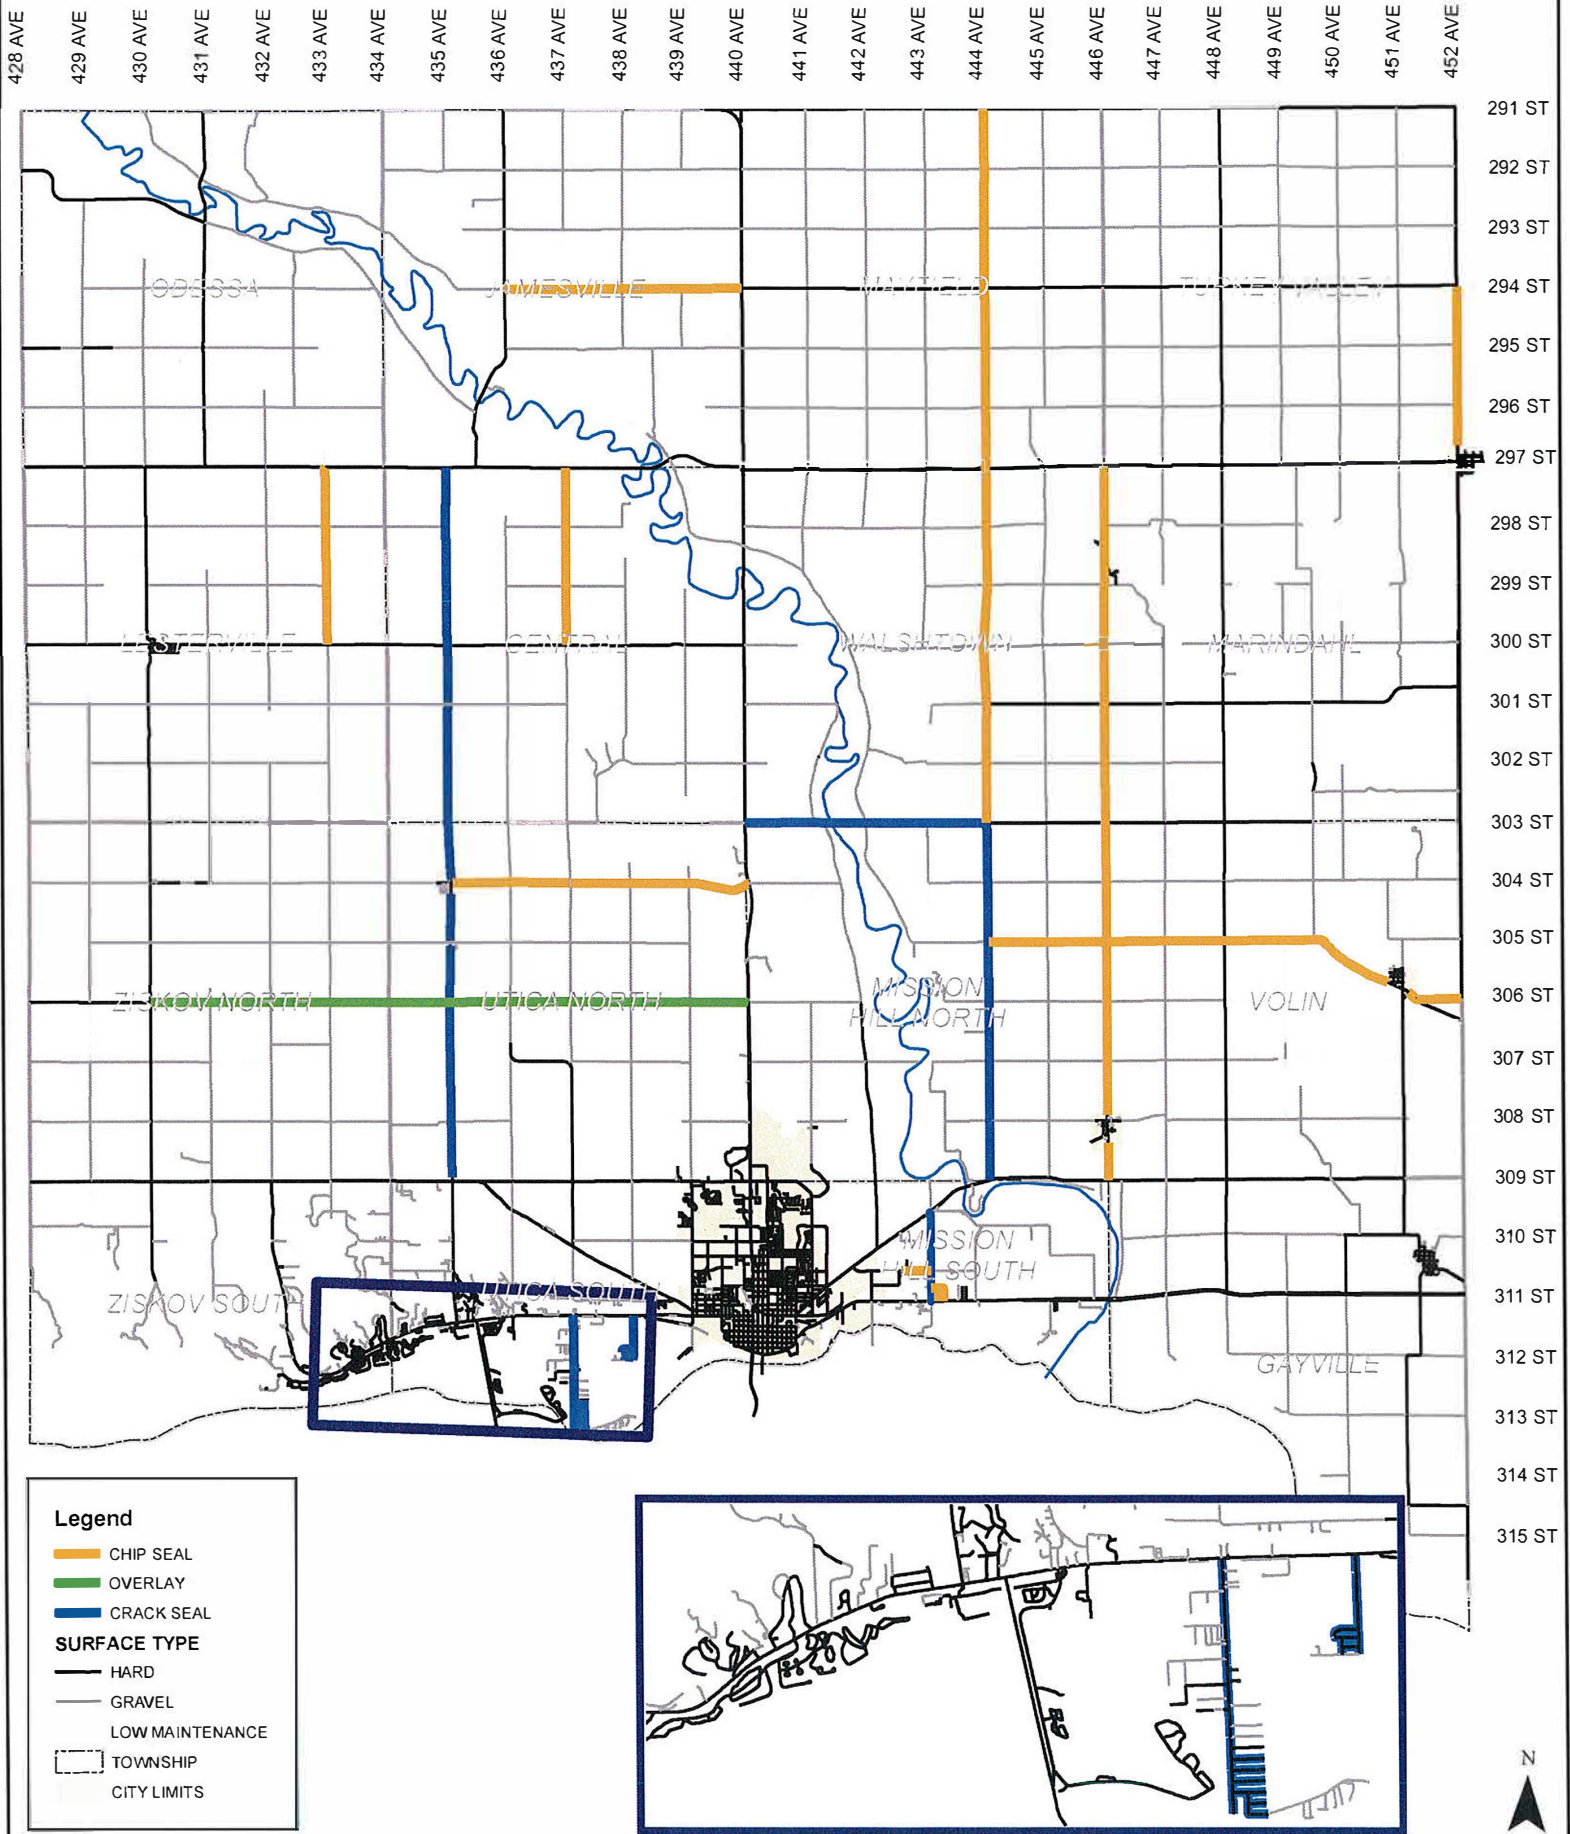 428 AVE
429 AVE
430 AVE
431 AVE
432 AVE
433 AVE
434 AVE
435 AVE
436 AVE
437 AVE
438 AVE
439 AVE
440 AVE
441 AVE
442 AVE
443 AVE
444 AVE
445 AVE
446 AVE
447 AVE
448 AVE
449 AVE
450 AVE
451 AVE
452 AVE
291 ST
292 ST
293 ST
ODESSA
JAMESVILLE
MAYFIELD
TURKEY VALLEY
294 ST
295 ST
296 ST
297 ST
298 ST
299 ST
LESTERVILLE
CENTRAL
WALSHTOWN
MARINDAHL
300 ST
301 ST
302 ST
303 ST
304 ST
305 ST
ZISKOV NORTH
UTICA NORTH
MISSION
HILL NORTH
VOLIN
306 ST
307 ST
308 ST
309 ST
310 ST
MISSION
HILL SOUTH
ZISKOV SOUTH
UTICA SOUTH
311 ST
GAYVILLE
312 ST
313 ST
314 ST
315 ST
Legend
CHIP SEAL
OVERLAY
CRACK SEAL
SURFACE TYPE
HARD
GRAVEL
LOW MAINTENANCE
TOWNSHIP
CITY LIMITS
N